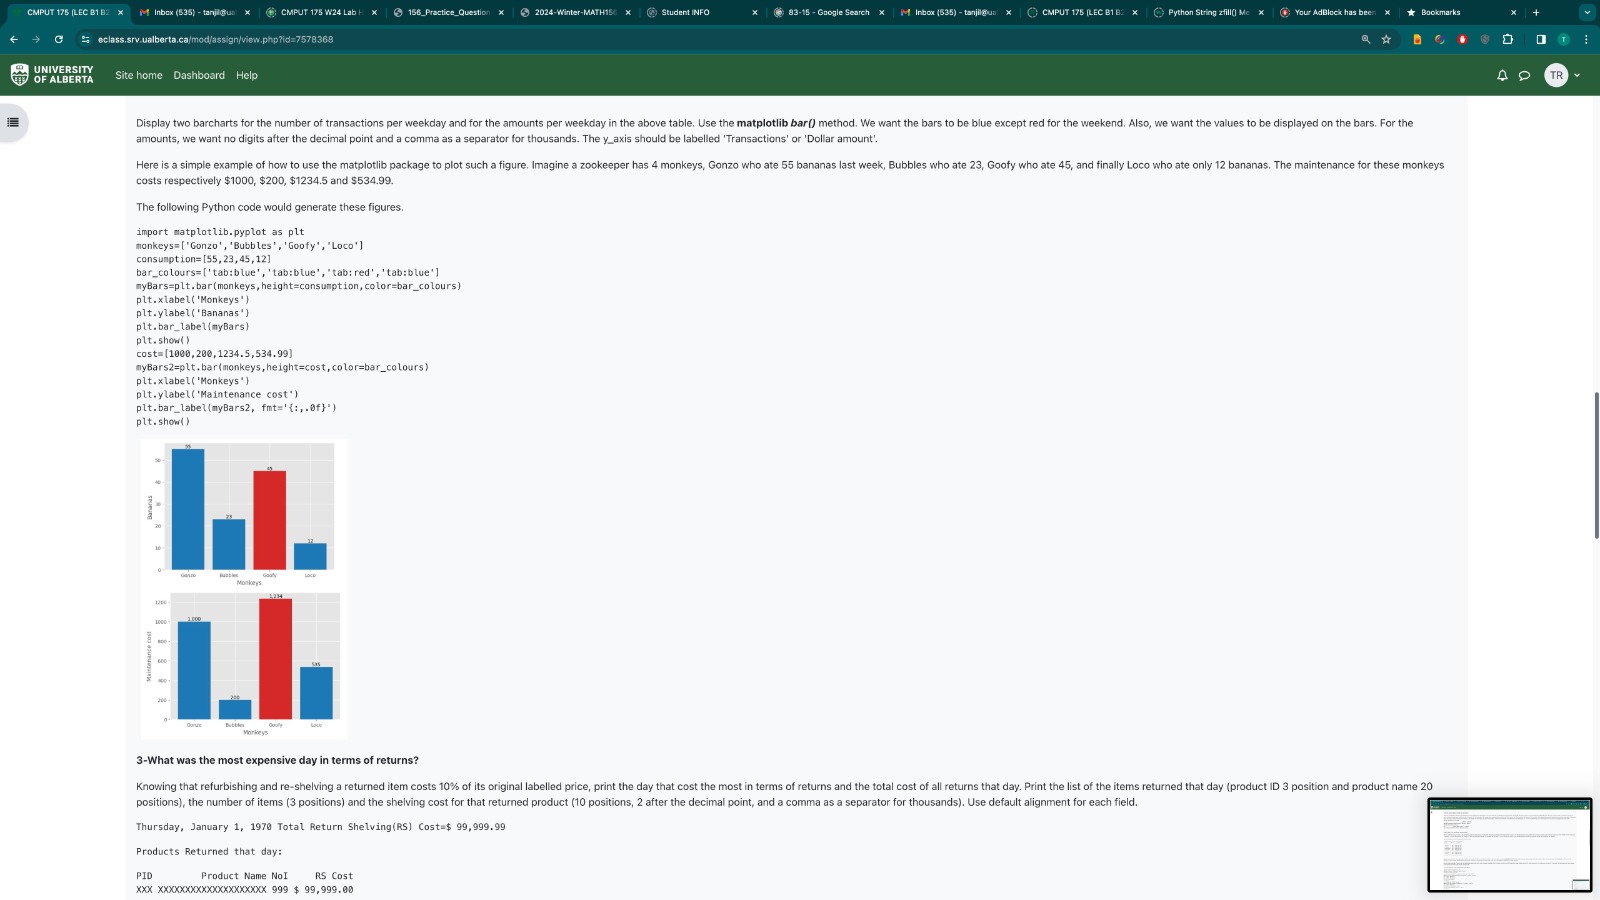 CMPUT 175 (LEC B1 B2
Inbox (535) - tanjil@ual
CMPUT 175 W24 Lab H
156_Practice_Question
2024-Winter-MATH156
Student INFO
83-15 - Google Search
Inbox (535) - tanjil@ual
CMPUT 175 (LEC B1 B2
Python String zfill() Me
Your AdBlock has been
Bookmarks
eclass.srv.ualberta.ca/mod/assign/view.php?id=7578368
T
UNIVERSITY
OF ALBERTA
Site home Dashboard Help
TR
Display two barcharts for the number of transactions per weekday and for the amounts per weekday in the above table. Use the matplotlib bar() method. We want the bars to be blue except red for the weekend. Also, we want the values to be displayed on the bars. For the
amounts, we want no digits after the decimal point and a comma as a separator for thousands. The y_axis should be labelled 'Transactions' or 'Dollar amount'.
Here is a simple example of how to use the matplotlib package to plot such a figure. Imagine a zookeeper has 4 monkeys, Gonzo who ate 55 bananas last week, Bubbles who ate 23, Goofy who ate 45, and finally Loco who ate only 12 bananas. The maintenance for these monkeys
costs respectively $1000, $200, $1234.5 and $534.99.
The following Python code would generate these figures.
import matplotlib.pyplot as plt
monkeys=['Gonzo','Bubbles','Goofy','Loco']
consumption=[55,23,45,12]
bar_colours=['tab:blue','tab:blue','tab:red','tab:blue']
myBars=plt.bar(monkeys,height=consumption,color=bar_colours)
plt.xlabel('Monkeys')
plt.ylabel('Bananas')
plt.bar_label(myBars)
plt.show()
cost=[1000,200,1234.5,534.99]
myBars2=plt.bar(monkeys,height=cost,color=bar_colours)
plt.xlabel('Monkeys')
plt.ylabel('Maintenance cost')
plt.bar_label(myBars2, fmt='{:,.0f}')
plt.show()
55
50
45
40
30
23
20
12
10
0
Bananas
Gonzo Bubbles Goofy Loco
Monkeys
1,234
1200
1,000
1000
800
600
535
400
200
200
0
Maintenance cost
Gonzo Bubbles Goofy Loco
Monkeys
3-What was the most expensive day in terms of returns?
Knowing that refurbishing and re-shelving a returned item costs 10% of its original labelled price, print the day that cost the most in terms of returns and the total cost of all returns that day. Print the list of the items returned that day (product ID 3 position and product name 20
positions), the number of items (3 positions) and the shelving cost for that returned product (10 positions, 2 after the decimal point, and a comma as a separator for thousands). Use default alignment for each field.
Thursday, January 1, 1970 Total Return Shelving(RS) Cost=$ 99,999.99
Products Returned that day:
PID Product Name NoI RS Cost
XXX XXXXXXXXXXXXXXXXXXXX 999 $ 99,999.00